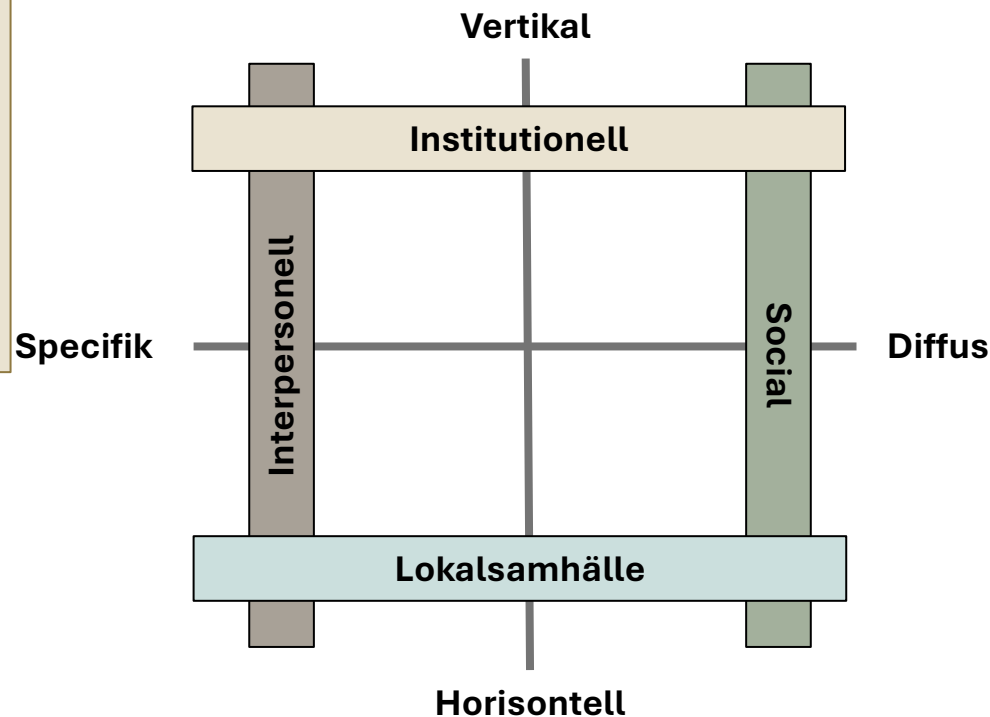 Vertikal
Institutionell
Interpersonell
Social
Specifik
Diffus
Lokalsamhälle
Horisontell